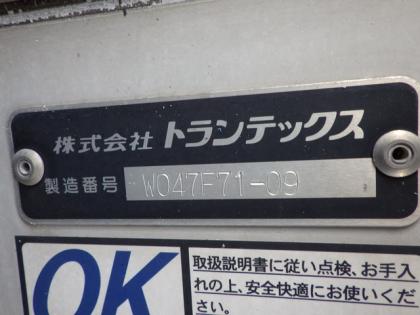 株式会社 トランテックス
製造番号 W047F71-09
OK
取扱説明書に従い点検、お手入
れの上、安全快適にお使いくだ
さい。